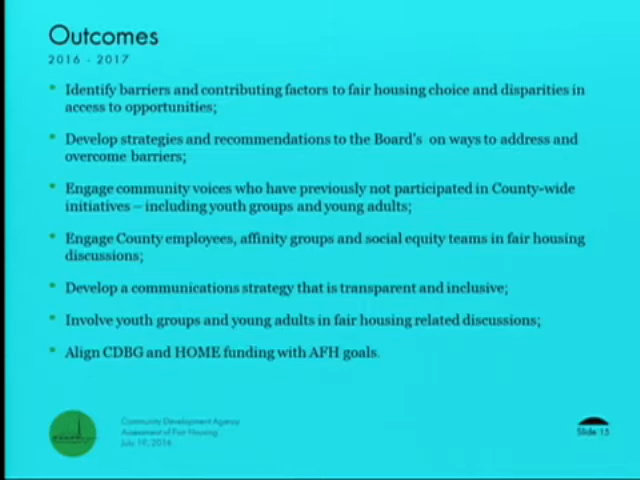 Outcomes
2016 - 2017
• Identify barriers and contributing factors to fair housing choice and disparities in
access to opportunities;
• Develop strategies and recommendations to the Board's on ways to address and
overcome barriers;
• Engage community voices who have previously not participated in County-wide
initiatives – including youth groups and young adults;
• Engage County employees, affinity groups and social equity teams in fair housing
discussions;
• Develop a communications strategy that is transparent and inclusive;
• Involve youth groups and young adults in fair housing related discussions;
• Align CDBG and HOME funding with AFH goals.
Community Development Agency
Assessment of Fair Housing
July 19, 2016
Slide 15